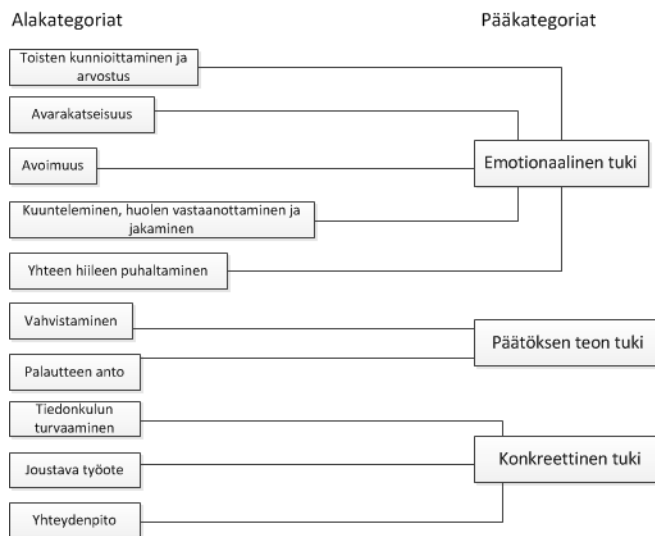 Alakategoriat
Pääkategoriat
Toisten kunnioittaminen ja
arvostus
Avarakatseisuus
Avoimuus
Kuunteleminen, huolen vastaanottaminen ja
jakaminen
Yhteen hiileen puhaltaminen
Emotionaalinen tuki
Vahvistaminen
Palautteen anto
Päätöksen teon tuki
Tiedonkulun
turvaaminen
Joustava työote
Yhteydenpito
Konkreettinen tuki